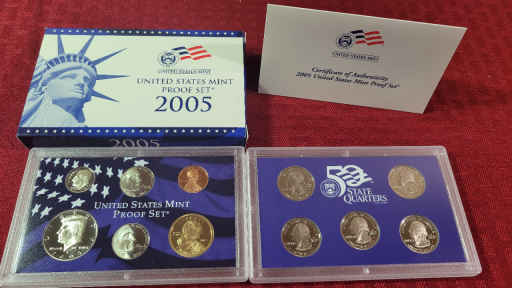 UNITED STATES MINT
PROOF SET
2005
UNITED STATES MINT
Certificate of Authenticity
2005 United States Mint Proof Set
2005
UNITED STATES MINT
PROOF SET
50
STATE
QUARTERS